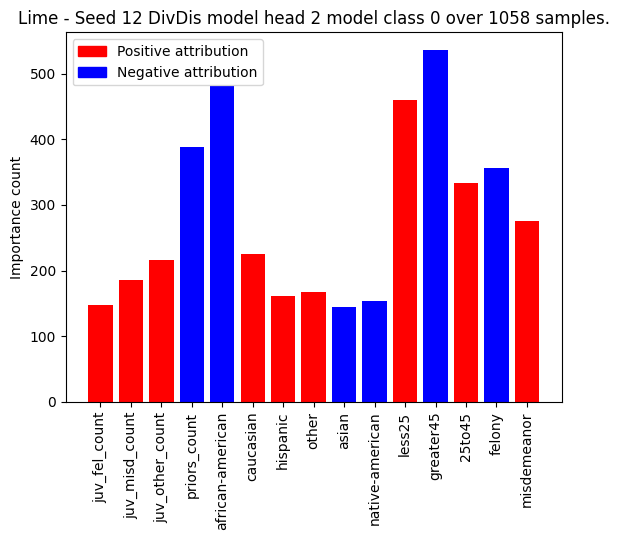 Lime - Seed 12 DivDis model head 2 model class 0 over 1058 samples.
Positive attribution
Negative attribution
Importance count
500
400
300
200
100
0
juv_fel_count
juv_misd_count
juv_other_count
priors_count
african-american
caucasian
hispanic
other
asian
native-american
less25
greater45
25to45
felony
misdemeanor